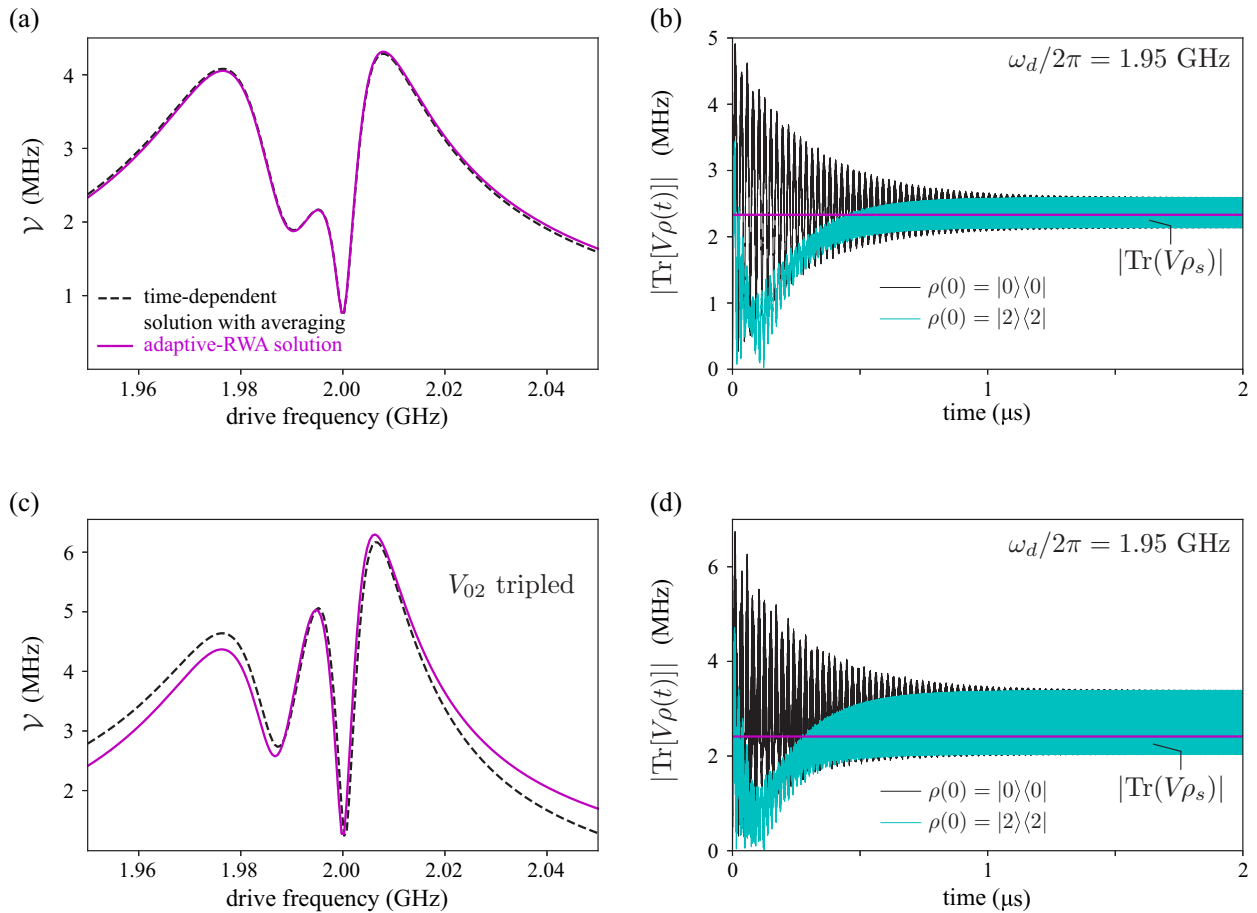 (a)
4
3
2
1
𝒱 (MHz)
time-dependent
solution with averaging
adaptive-RWA solution
1.96
1.98
2.00
2.02
2.04
drive frequency (GHz)
(b)
5
4
3
2
1
0
|Tr[Vρ(t)]| (MHz)
ω_d/2π = 1.95 GHz
|Tr(Vρ_s)|
ρ(0) = |0⟩⟨0|
ρ(0) = |2⟩⟨2|
0
1
2
time (μs)
(c)
6
5
4
3
2
𝒱 (MHz)
V_02 tripled
1.96
1.98
2.00
2.02
2.04
drive frequency (GHz)
(d)
6
4
2
0
|Tr[Vρ(t)]| (MHz)
ω_d/2π = 1.95 GHz
|Tr(Vρ_s)|
ρ(0) = |0⟩⟨0|
ρ(0) = |2⟩⟨2|
0
1
2
time (μs)